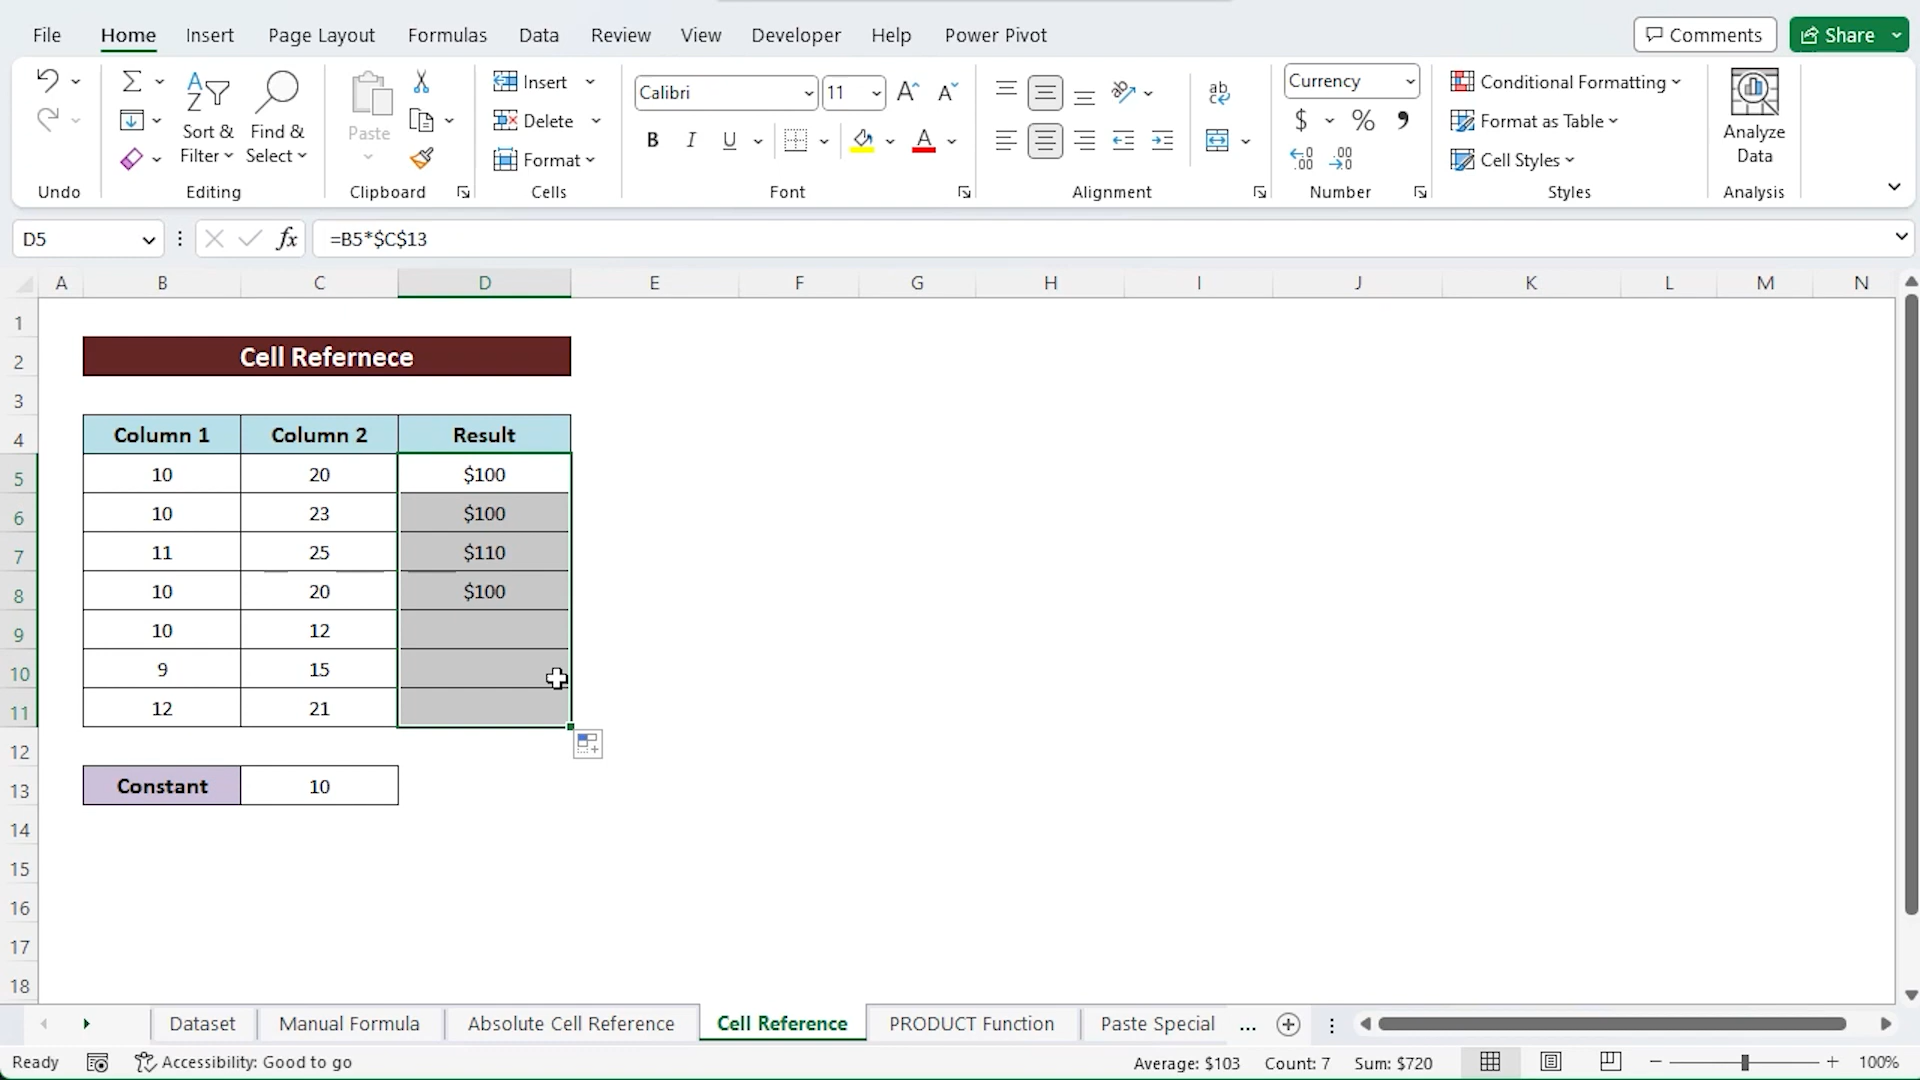 File Home Insert Page Layout Formulas Data Review View Developer Help Power Pivot Comments Share
Sort & Filter Find & Select Paste Insert Delete Format Calibri 11 B I U A Currency $ % Conditional Formatting Format as Table Cell Styles Analyze Data
Undo Editing Clipboard Cells Font Alignment Number Styles Analysis
D5 fx =B5*$C$13
A B C D E F G H I J K L M N
1
2 Cell Refernece
3
4 Column 1 Column 2 Result
5 10 20 $100
6 10 23 $100
7 11 25 $110
8 10 20 $100
9 10 12
10 9 15
11 12 21
12
13 Constant 10
14
15
16
17
18
Dataset Manual Formula Absolute Cell Reference Cell Reference PRODUCT Function Paste Special ...
Ready Accessibility: Good to go Average: $103 Count: 7 Sum: $720 100%